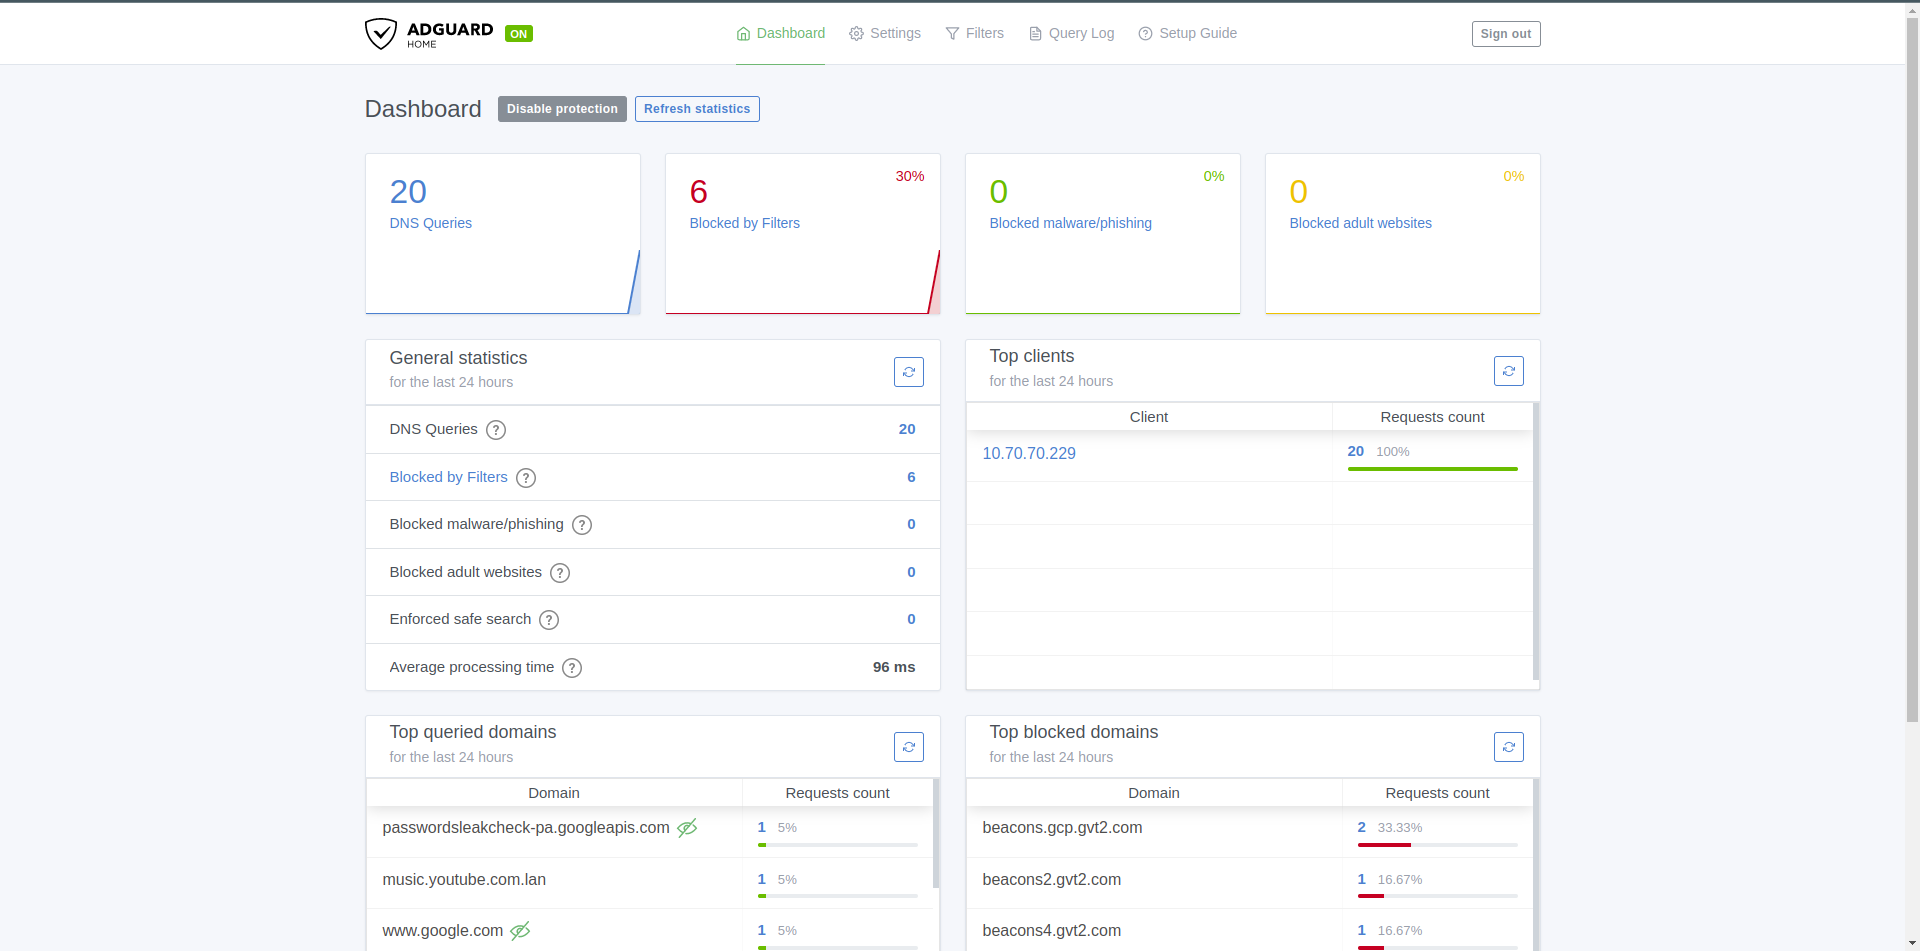 ADGUARD
HOME
ON
Dashboard
Settings
Filters
Query Log
Setup Guide
Sign out
Dashboard
Disable protection
Refresh statistics
20
DNS Queries
6
30%
Blocked by Filters
0
0%
Blocked malware/phishing
0
0%
Blocked adult websites
General statistics
for the last 24 hours
DNS Queries ? 20
Blocked by Filters ? 6
Blocked malware/phishing ? 0
Blocked adult websites ? 0
Enforced safe search ? 0
Average processing time ? 96 ms
Top clients
for the last 24 hours
Client Requests count
10.70.70.229 20 100%
Top queried domains
for the last 24 hours
Domain Requests count
passwordsleakcheck-pa.googleapis.com 1 5%
music.youtube.com.lan 1 5%
www.google.com 1 5%
Top blocked domains
for the last 24 hours
Domain Requests count
beacons.gcp.gvt2.com 2 33.33%
beacons2.gvt2.com 1 16.67%
beacons4.gvt2.com 1 16.67%